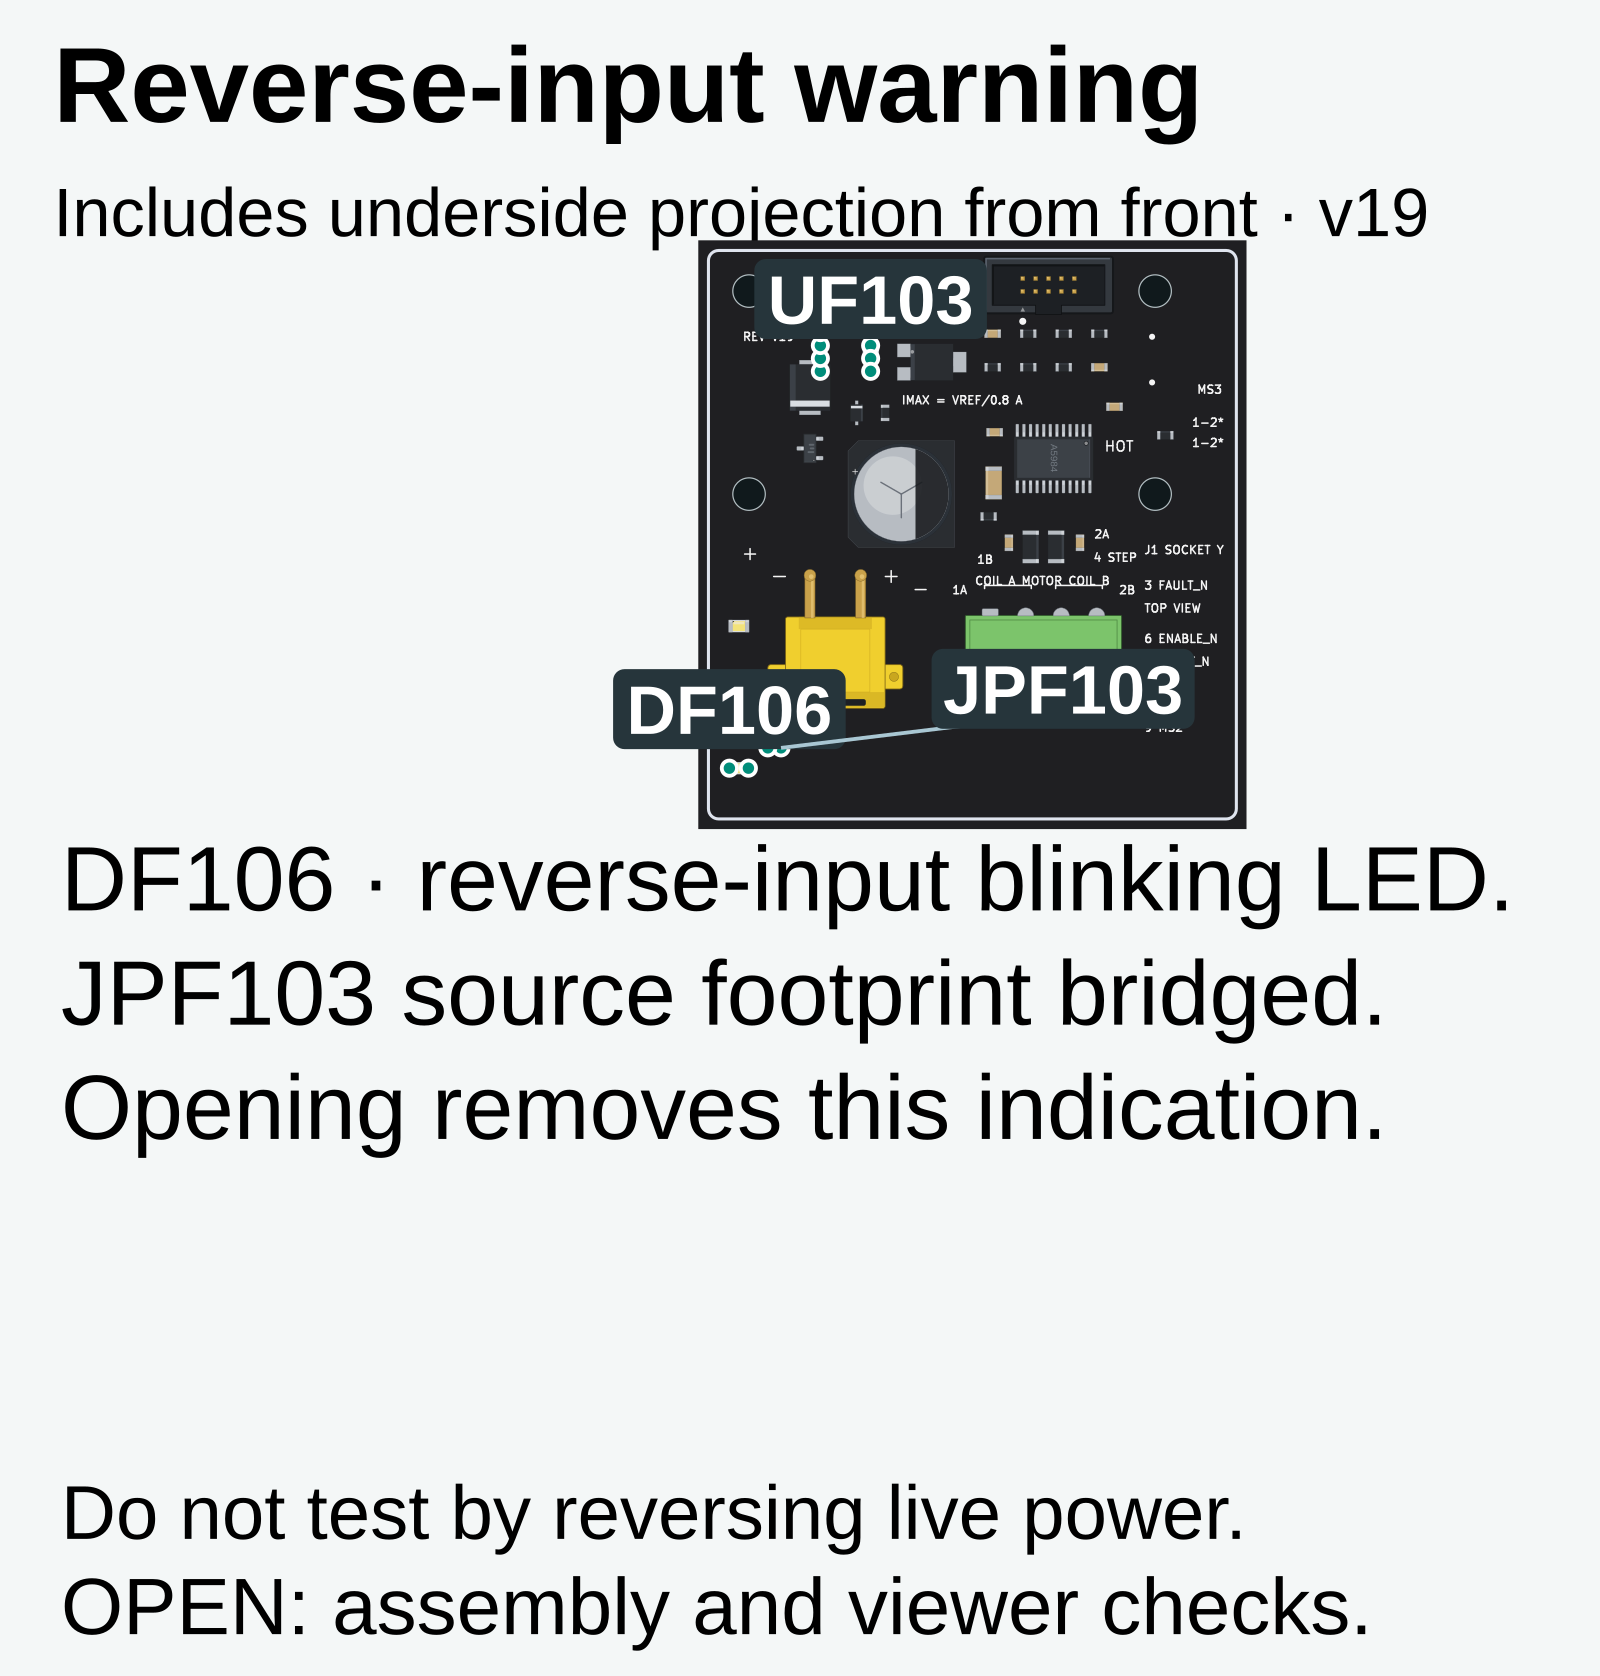 Reverse-input warning
Includes underside projection from front · v19
UF103
IMAX = VREF/0.8 A
MS3
1-2*
1-2*
HOT
A5984
2A
1B
4 STEP
J1 SOCKET Y
+
−
+
−
COIL A MOTOR COIL B
1A
2B
3 FAULT_N
TOP VIEW
6 ENABLE_N
DF106
JPF103
DF106 · reverse-input blinking LED.
JPF103 source footprint bridged.
Opening removes this indication.
Do not test by reversing live power.
OPEN: assembly and viewer checks.